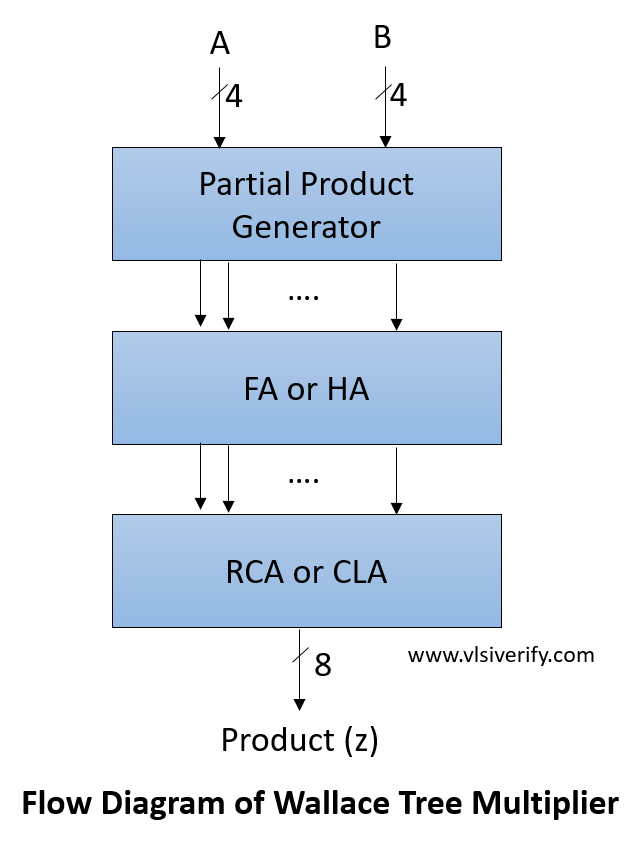 A
B
4
4
Partial Product
Generator
....
FA or HA
....
RCA or CLA
8
www.vlsiverify.com
Product (z)
Flow Diagram of Wallace Tree Multiplier